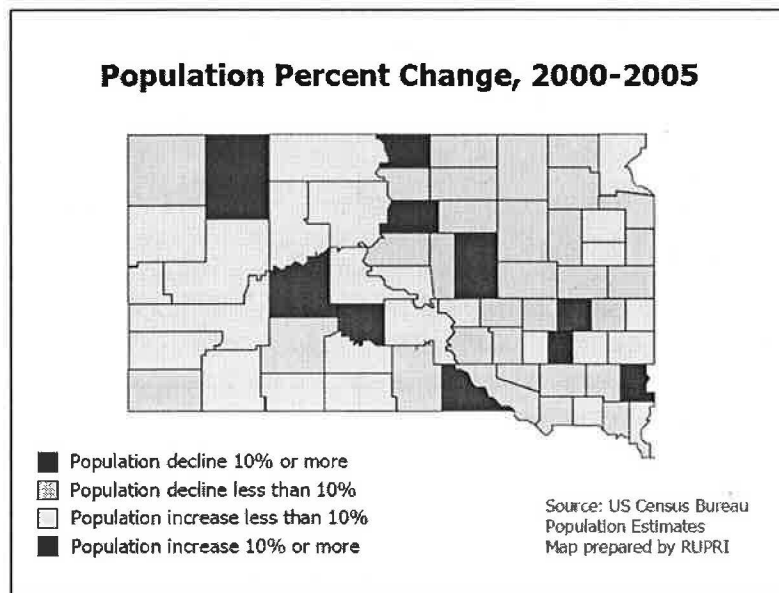 Population Percent Change, 2000-2005
Population decline 10% or more
Population decline less than 10%
Population increase less than 10%
Population increase 10% or more
Source: US Census Bureau
Population Estimates
Map prepared by RUPRI